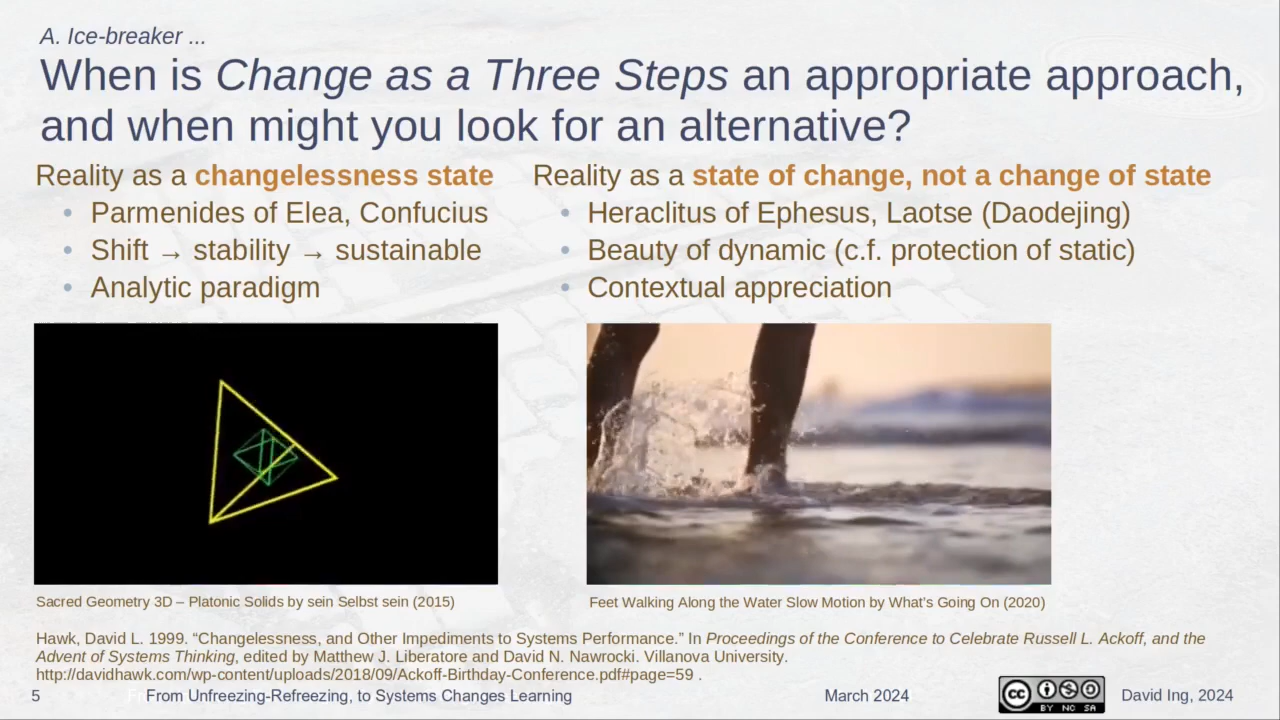 A. Ice-breaker ...
When is Change as a Three Steps an appropriate approach,
and when might you look for an alternative?
Reality as a changelessness state
• Parmenides of Elea, Confucius
• Shift → stability → sustainable
• Analytic paradigm
Reality as a state of change, not a change of state
• Heraclitus of Ephesus, Laotse (Daodejing)
• Beauty of dynamic (c.f. protection of static)
• Contextual appreciation
Sacred Geometry 3D – Platonic Solids by sein Selbst sein (2015)
Feet Walking Along the Water Slow Motion by What's Going On (2020)
Hawk, David L. 1999. “Changelessness, and Other Impediments to Systems Performance.” In Proceedings of the Conference to Celebrate Russell L. Ackoff, and the
Advent of Systems Thinking, edited by Matthew J. Liberatore and David N. Nawrocki. Villanova University.
http://davidhawk.com/wp-content/uploads/2018/09/Ackoff-Birthday-Conference.pdf#page=59 .
5 From Unfreezing-Refreezing, to Systems Changes Learning March 2024 cc BY NC SA David Ing, 2024